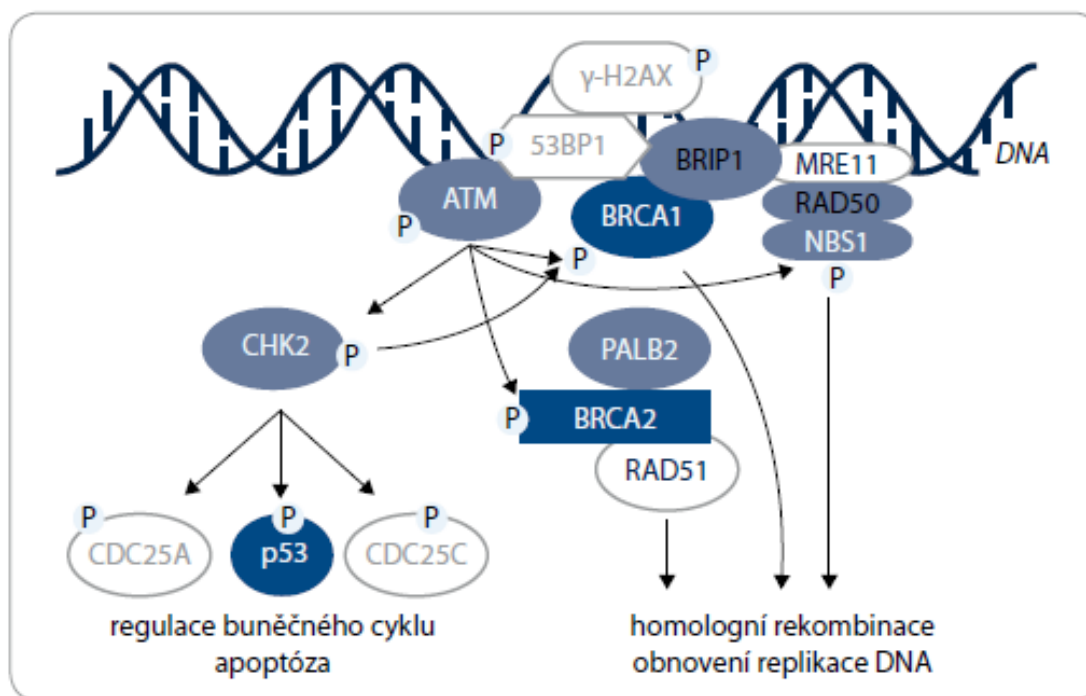 γ-H2AX
P
P
53BP1
BRIP1
MRE11
DNA
ATM
BRCA1
RAD50
P
NBS1
P
P
CHK2
P
PALB2
P
BRCA2
RAD51
P
P
P
CDC25A
p53
CDC25C
regulace buněčného cyklu
apoptóza
homologní rekombinace
obnovení replikace DNA